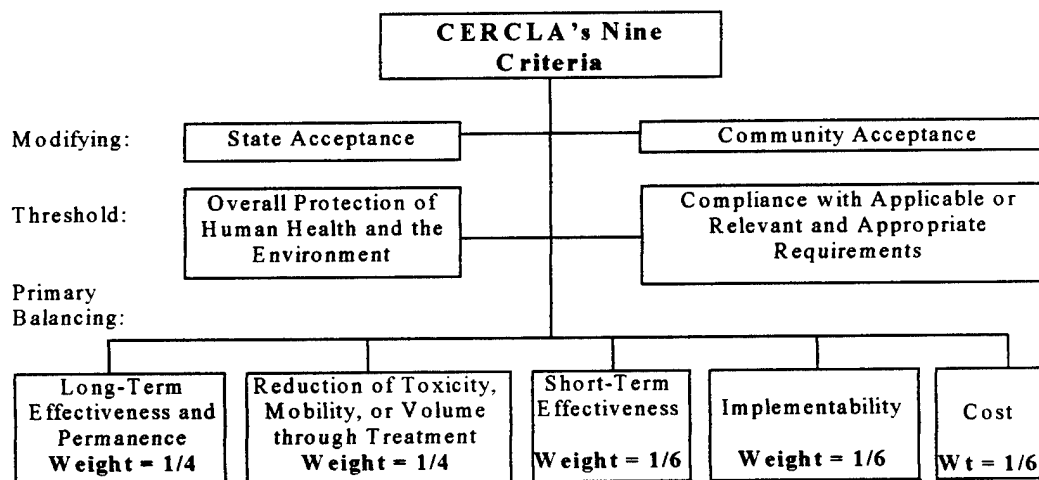 CERCLA's Nine
Criteria
Modifying:
State Acceptance
Community Acceptance
Threshold:
Overall Protection of
Human Health and the
Environment
Compliance with Applicable or
Relevant and Appropriate
Requirements
Primary
Balancing:
Long-Term
Effectiveness and
Permanence
Weight = 1/4
Reduction of Toxicity,
Mobility, or Volume
through Treatment
Weight = 1/4
Short-Term
Effectiveness
Weight = 1/6
Implementability
Weight = 1/6
Cost
Wt = 1/6